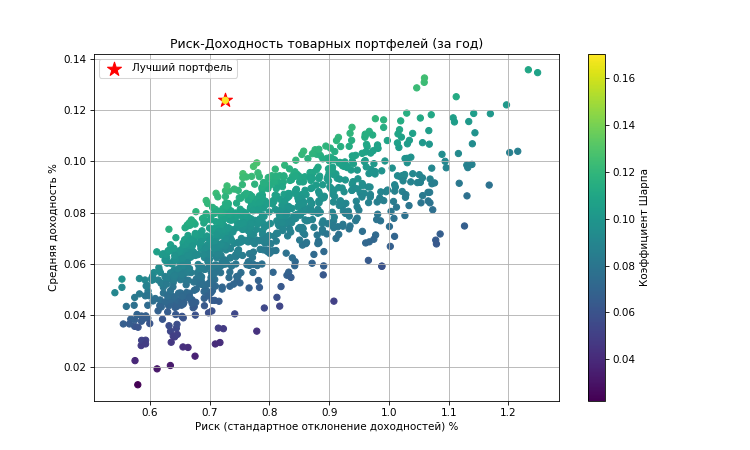 Риск-Доходность товарных портфелей (за год)
Лучший портфель
Средняя доходность %
0.14
0.12
0.10
0.08
0.06
0.04
0.02
0.6 0.7 0.8 0.9 1.0 1.1 1.2
Риск (стандартное отклонение доходностей) %
0.16
0.14
0.12
0.10
0.08
0.06
0.04
Коэффициент Шарпа